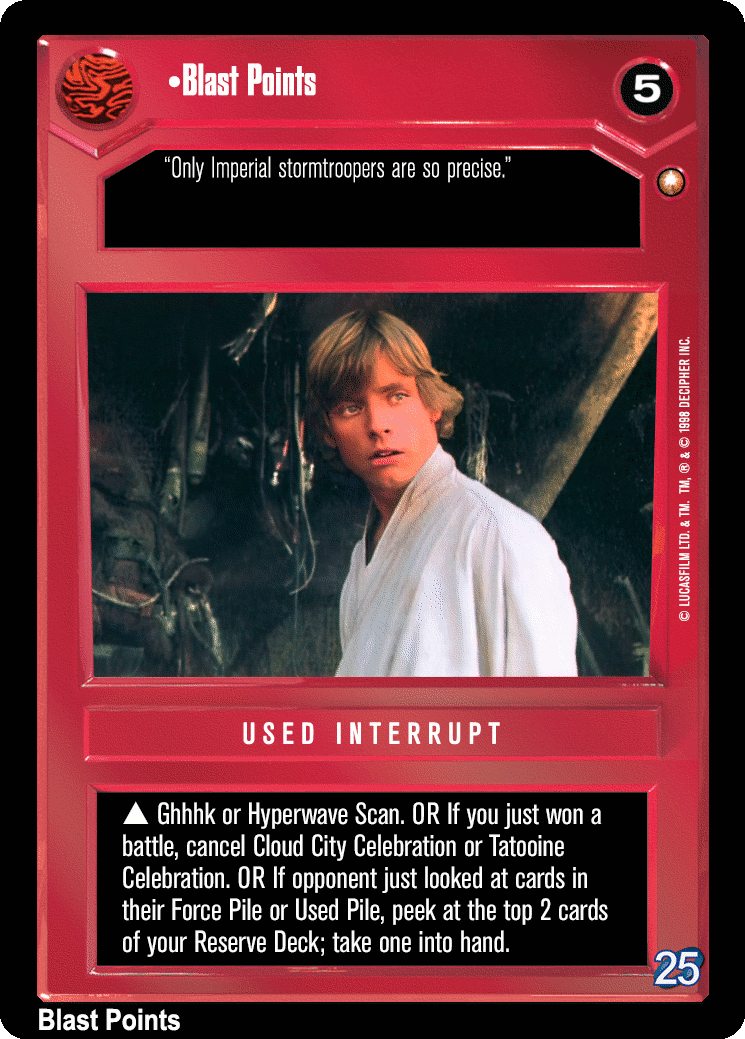 •Blast Points
5
“Only Imperial stormtroopers are so precise.”
© LUCASFILM LTD. & TM. TM, ® & © 1998 DECIPHER INC.
USED INTERRUPT
▲ Ghhhk or Hyperwave Scan. OR If you just won a
battle, cancel Cloud City Celebration or Tatooine
Celebration. OR If opponent just looked at cards in
their Force Pile or Used Pile, peek at the top 2 cards
of your Reserve Deck; take one into hand.
25
Blast Points